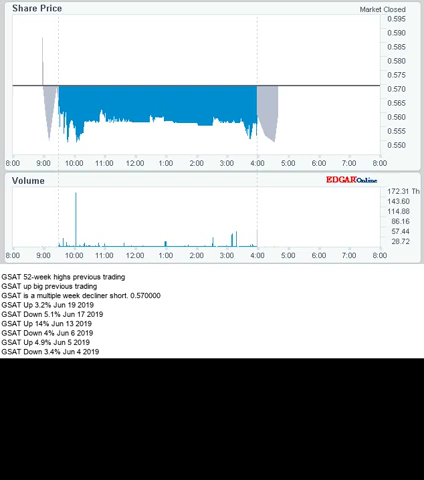 Share Price
Market Closed
0.595
0.590
0.585
0.580
0.575
0.570
0.565
0.560
0.555
0.550
8:00 9:00 10:00 11:00 12:00 1:00 2:00 3:00 4:00 5:00 6:00 7:00 8:00
Volume
EDGAROnline
172.31 Th
143.60
114.88
86.16
57.44
28.72
8:00 9:00 10:00 11:00 12:00 1:00 2:00 3:00 4:00 5:00 6:00 7:00 8:00
GSAT 52-week highs previous trading
GSAT up big previous trading
GSAT is a multiple week decliner short. 0.570000
GSAT Up 3.2% Jun 19 2019
GSAT Down 5.1% Jun 17 2019
GSAT Up 14% Jun 13 2019
GSAT Down 4% Jun 6 2019
GSAT Up 4.9% Jun 5 2019
GSAT Down 3.4% Jun 4 2019